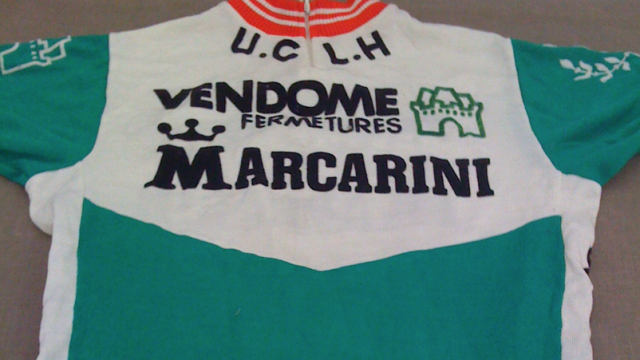 U.C L.H
VENDOME
FERMETURES
MARCARINI